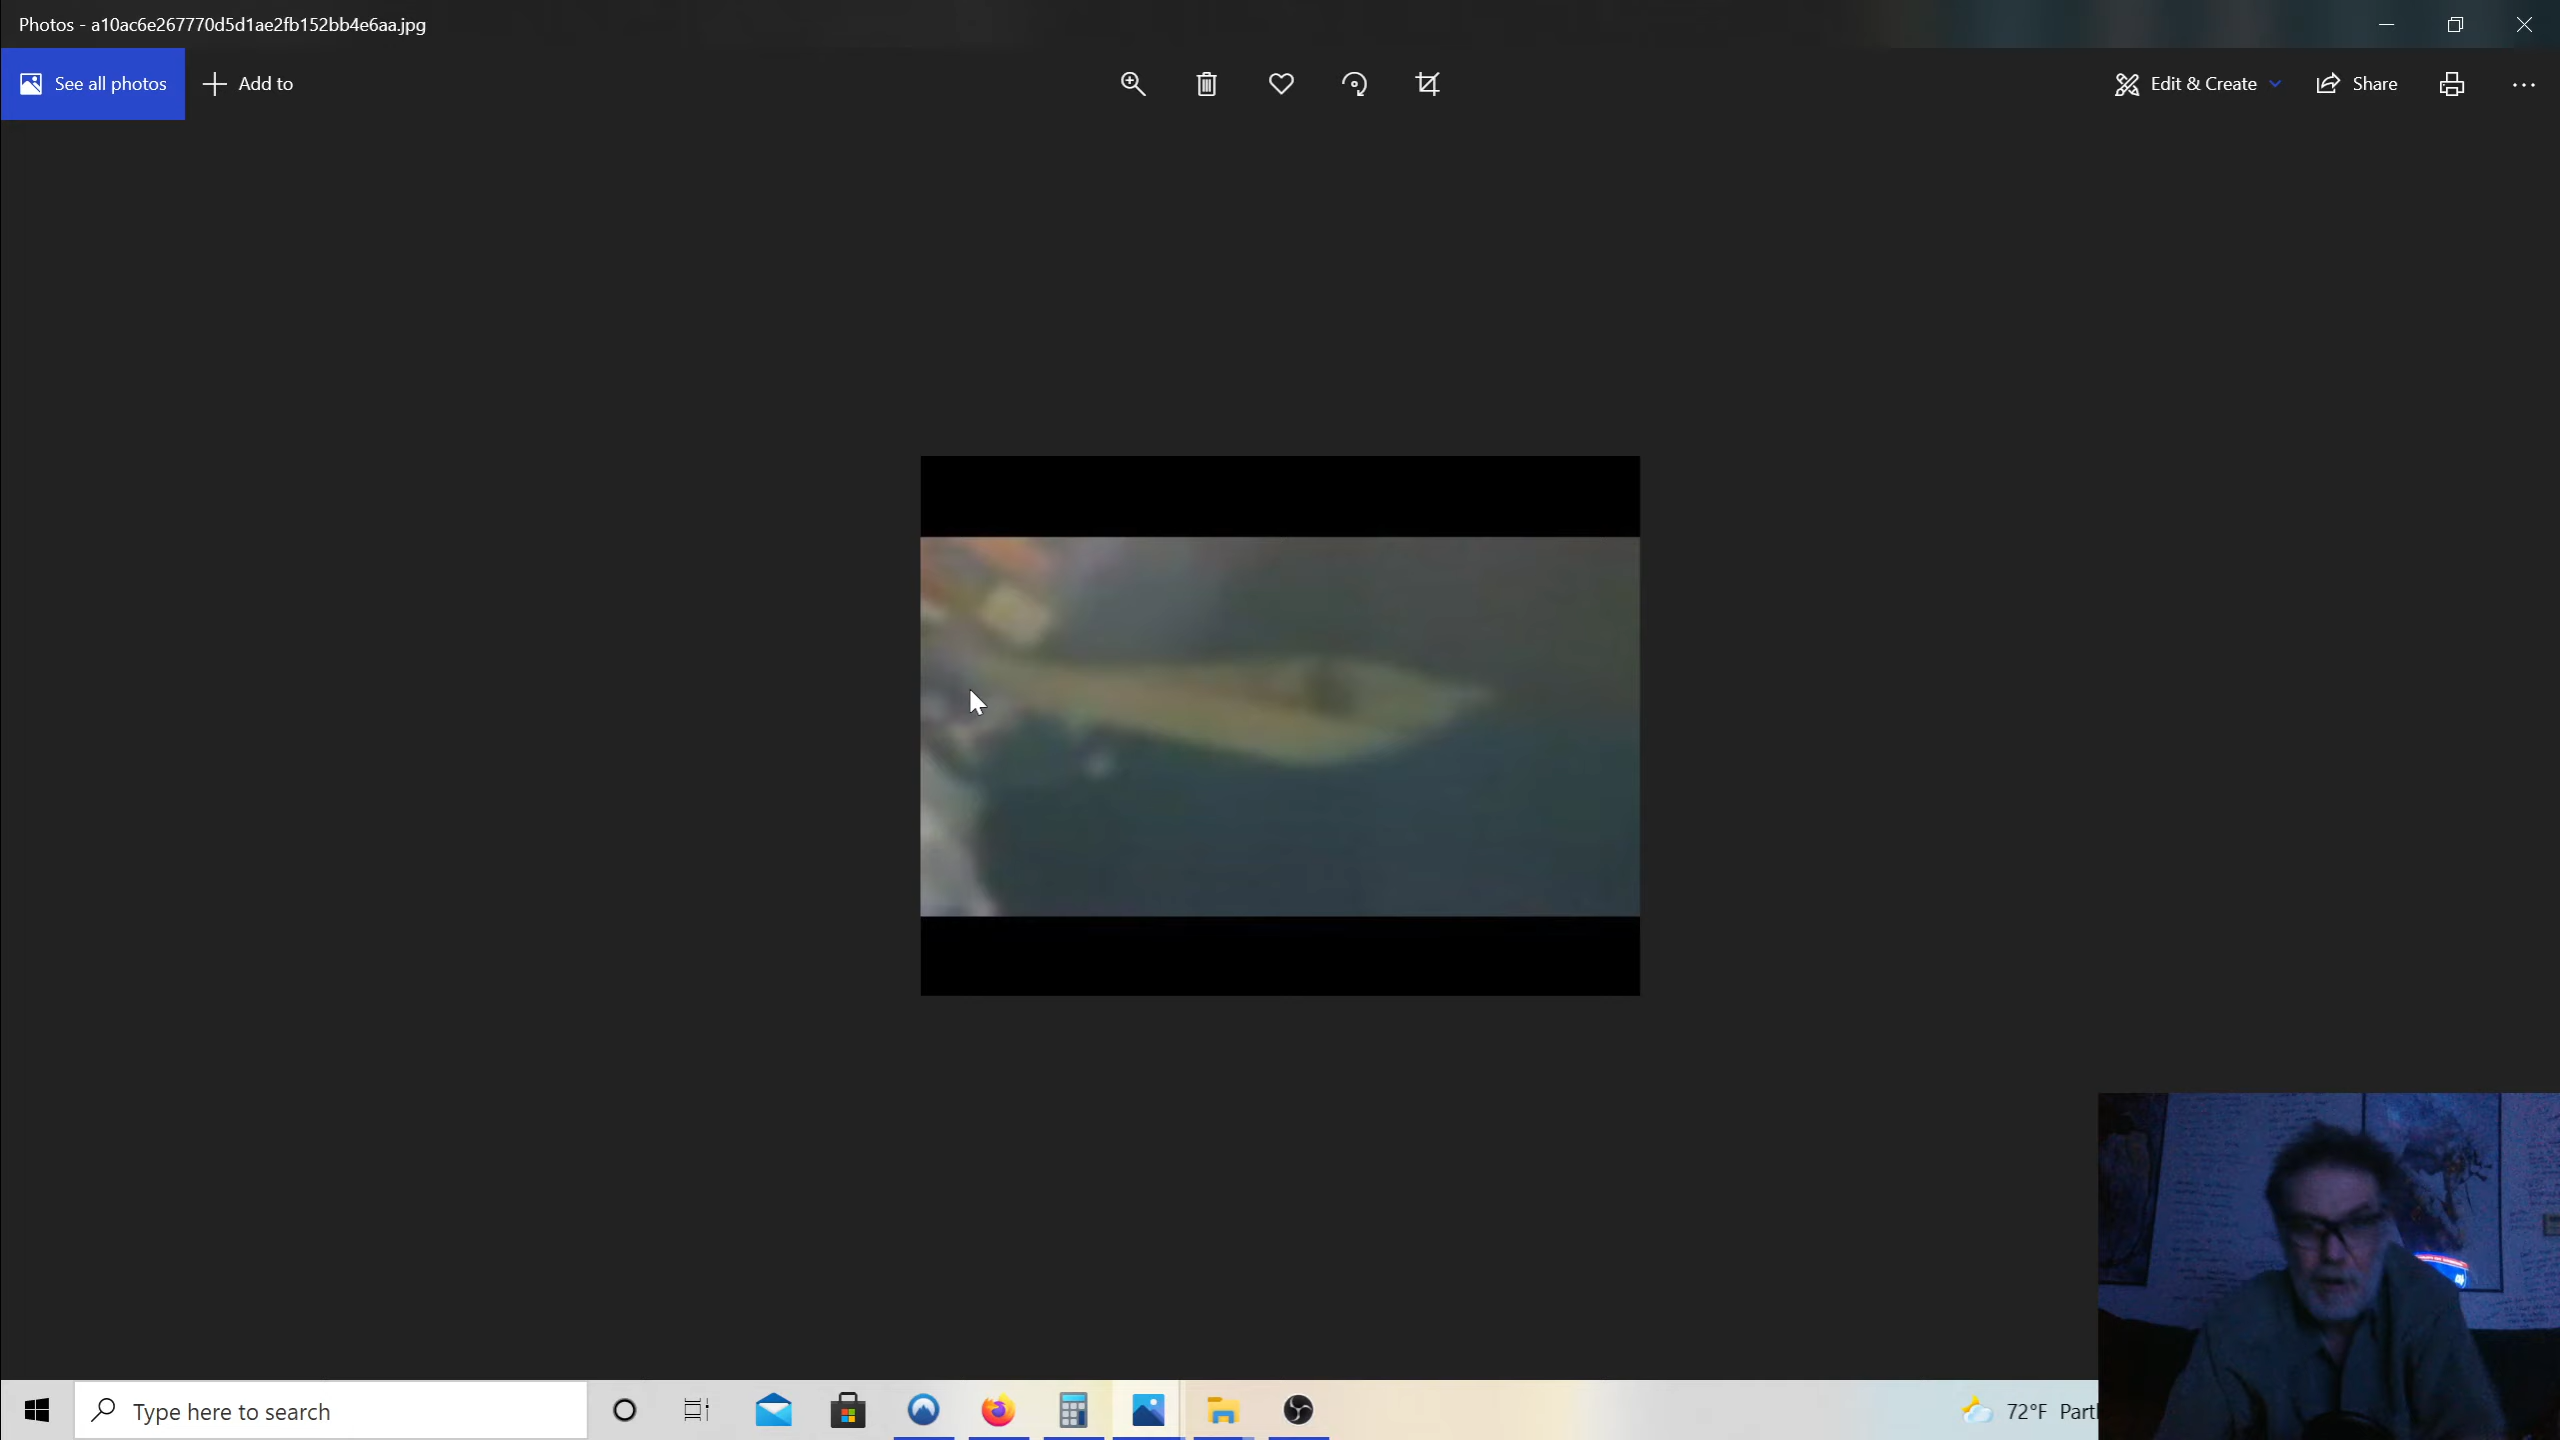 Photos - a10ac6e267770d5d1ae2fb152bb4e6aa.jpg
See all photos
Add to
Edit & Create
Share
Type here to search
72°F